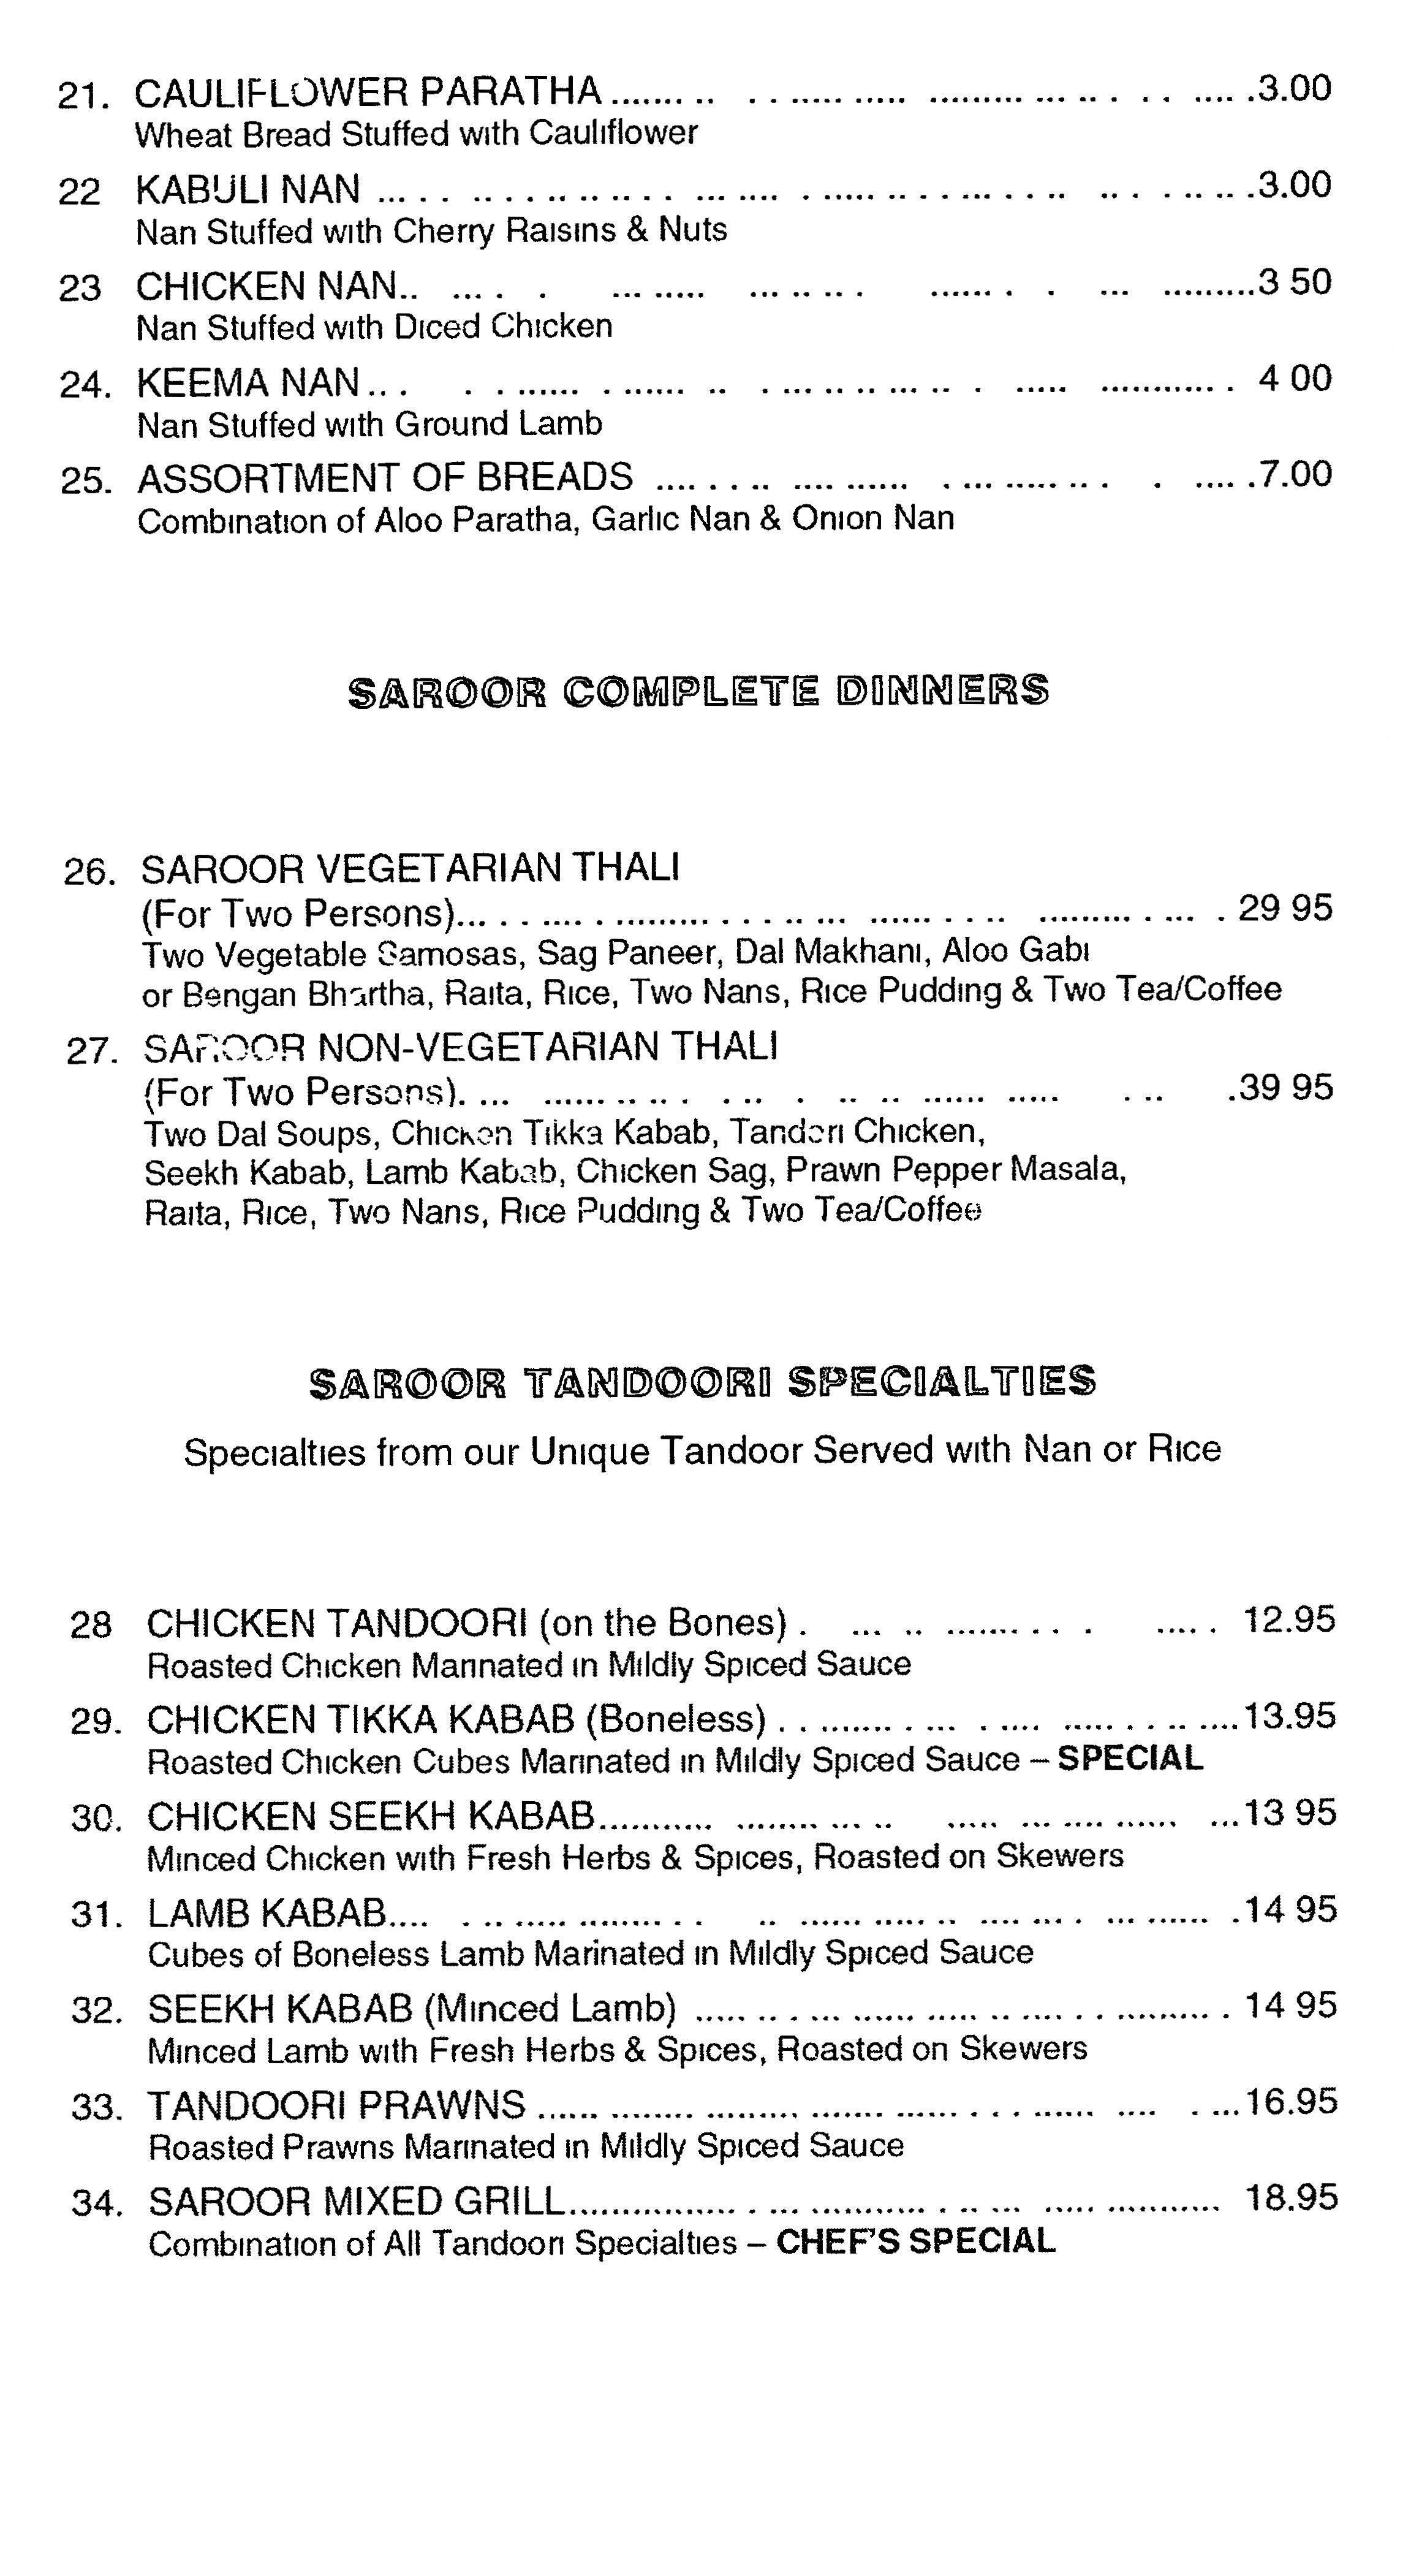 21. CAULIFLOWER PARATHA ....... .. . . ..... ..... ......... ... .. . . . .... .3.00
Wheat Bread Stuffed with Cauliflower
22 KABULI NAN ... . . .. . . .. .. .. . . ... .... . ..... .. . . ... . . .. .. . . .. .. .3.00
Nan Stuffed with Cherry Raisins & Nuts
23 CHICKEN NAN.. ... . . ... ..... ... .. .. . ...... . . ... .........3 50
Nan Stuffed with Diced Chicken
24. KEEMA NAN .. . . . ...... . ...... .. . ... .. .. ... .. . ..... ............ . 4 00
Nan Stuffed with Ground Lamb
25. ASSORTMENT OF BREADS .... . . .. .... ...... . ... ..... .. . . .... .7.00
Combination of Aloo Paratha, Garlic Nan & Onion Nan
SAROOR COMPLETE DINNERS
26. SAROOR VEGETARIAN THALI
(For Two Persons)... . . .... . ......... . . . .. ... ...... . . .. ......... . ... . 29 95
Two Vegetable Samosas, Sag Paneer, Dal Makhani, Aloo Gabi
or Bengan Bhartha, Raita, Rice, Two Nans, Rice Pudding & Two Tea/Coffee
27. SAROOR NON-VEGETARIAN THALI
(For Two Persons). ... ...... .. .. . . .. . .. .. ...... ..... . .. .39 95
Two Dal Soups, Chicken Tikka Kabab, Tandori Chicken,
Seekh Kabab, Lamb Kabab, Chicken Sag, Prawn Pepper Masala,
Raita, Rice, Two Nans, Rice Pudding & Two Tea/Coffee
SAROOR TANDOORI SPECIALTIES
Specialties from our Unique Tandoor Served with Nan or Rice
28 CHICKEN TANDOORI (on the Bones) . ... .. ....... . . . ..... . 12.95
Roasted Chicken Marinated in Mildly Spiced Sauce
29. CHICKEN TIKKA KABAB (Boneless) . . ........ . ... . .... ..... . . .. ....13.95
Roasted Chicken Cubes Marinated in Mildly Spiced Sauce – SPECIAL
30. CHICKEN SEEKH KABAB........... ........ ... .. ..... ... .... ...... ...13 95
Minced Chicken with Fresh Herbs & Spices, Roasted on Skewers
31. LAMB KABAB.... . .. ..... ........ . . .. ...... ..... .. .... ... . ... ...... .14 95
Cubes of Boneless Lamb Marinated in Mildly Spiced Sauce
32. SEEKH KABAB (Minced Lamb) ..... .. . ... ...... ..... .. .... . . ......... . 14 95
Minced Lamb with Fresh Herbs & Spices, Roasted on Skewers
33. TANDOORI PRAWNS ...... ........ ......... ....... ...... . . . ...... .... . ...16.95
Roasted Prawns Marinated in Mildly Spiced Sauce
34. SAROOR MIXED GRILL................ . ... ........... . .. ... ..... ........... 18.95
Combination of All Tandoori Specialties – CHEF'S SPECIAL